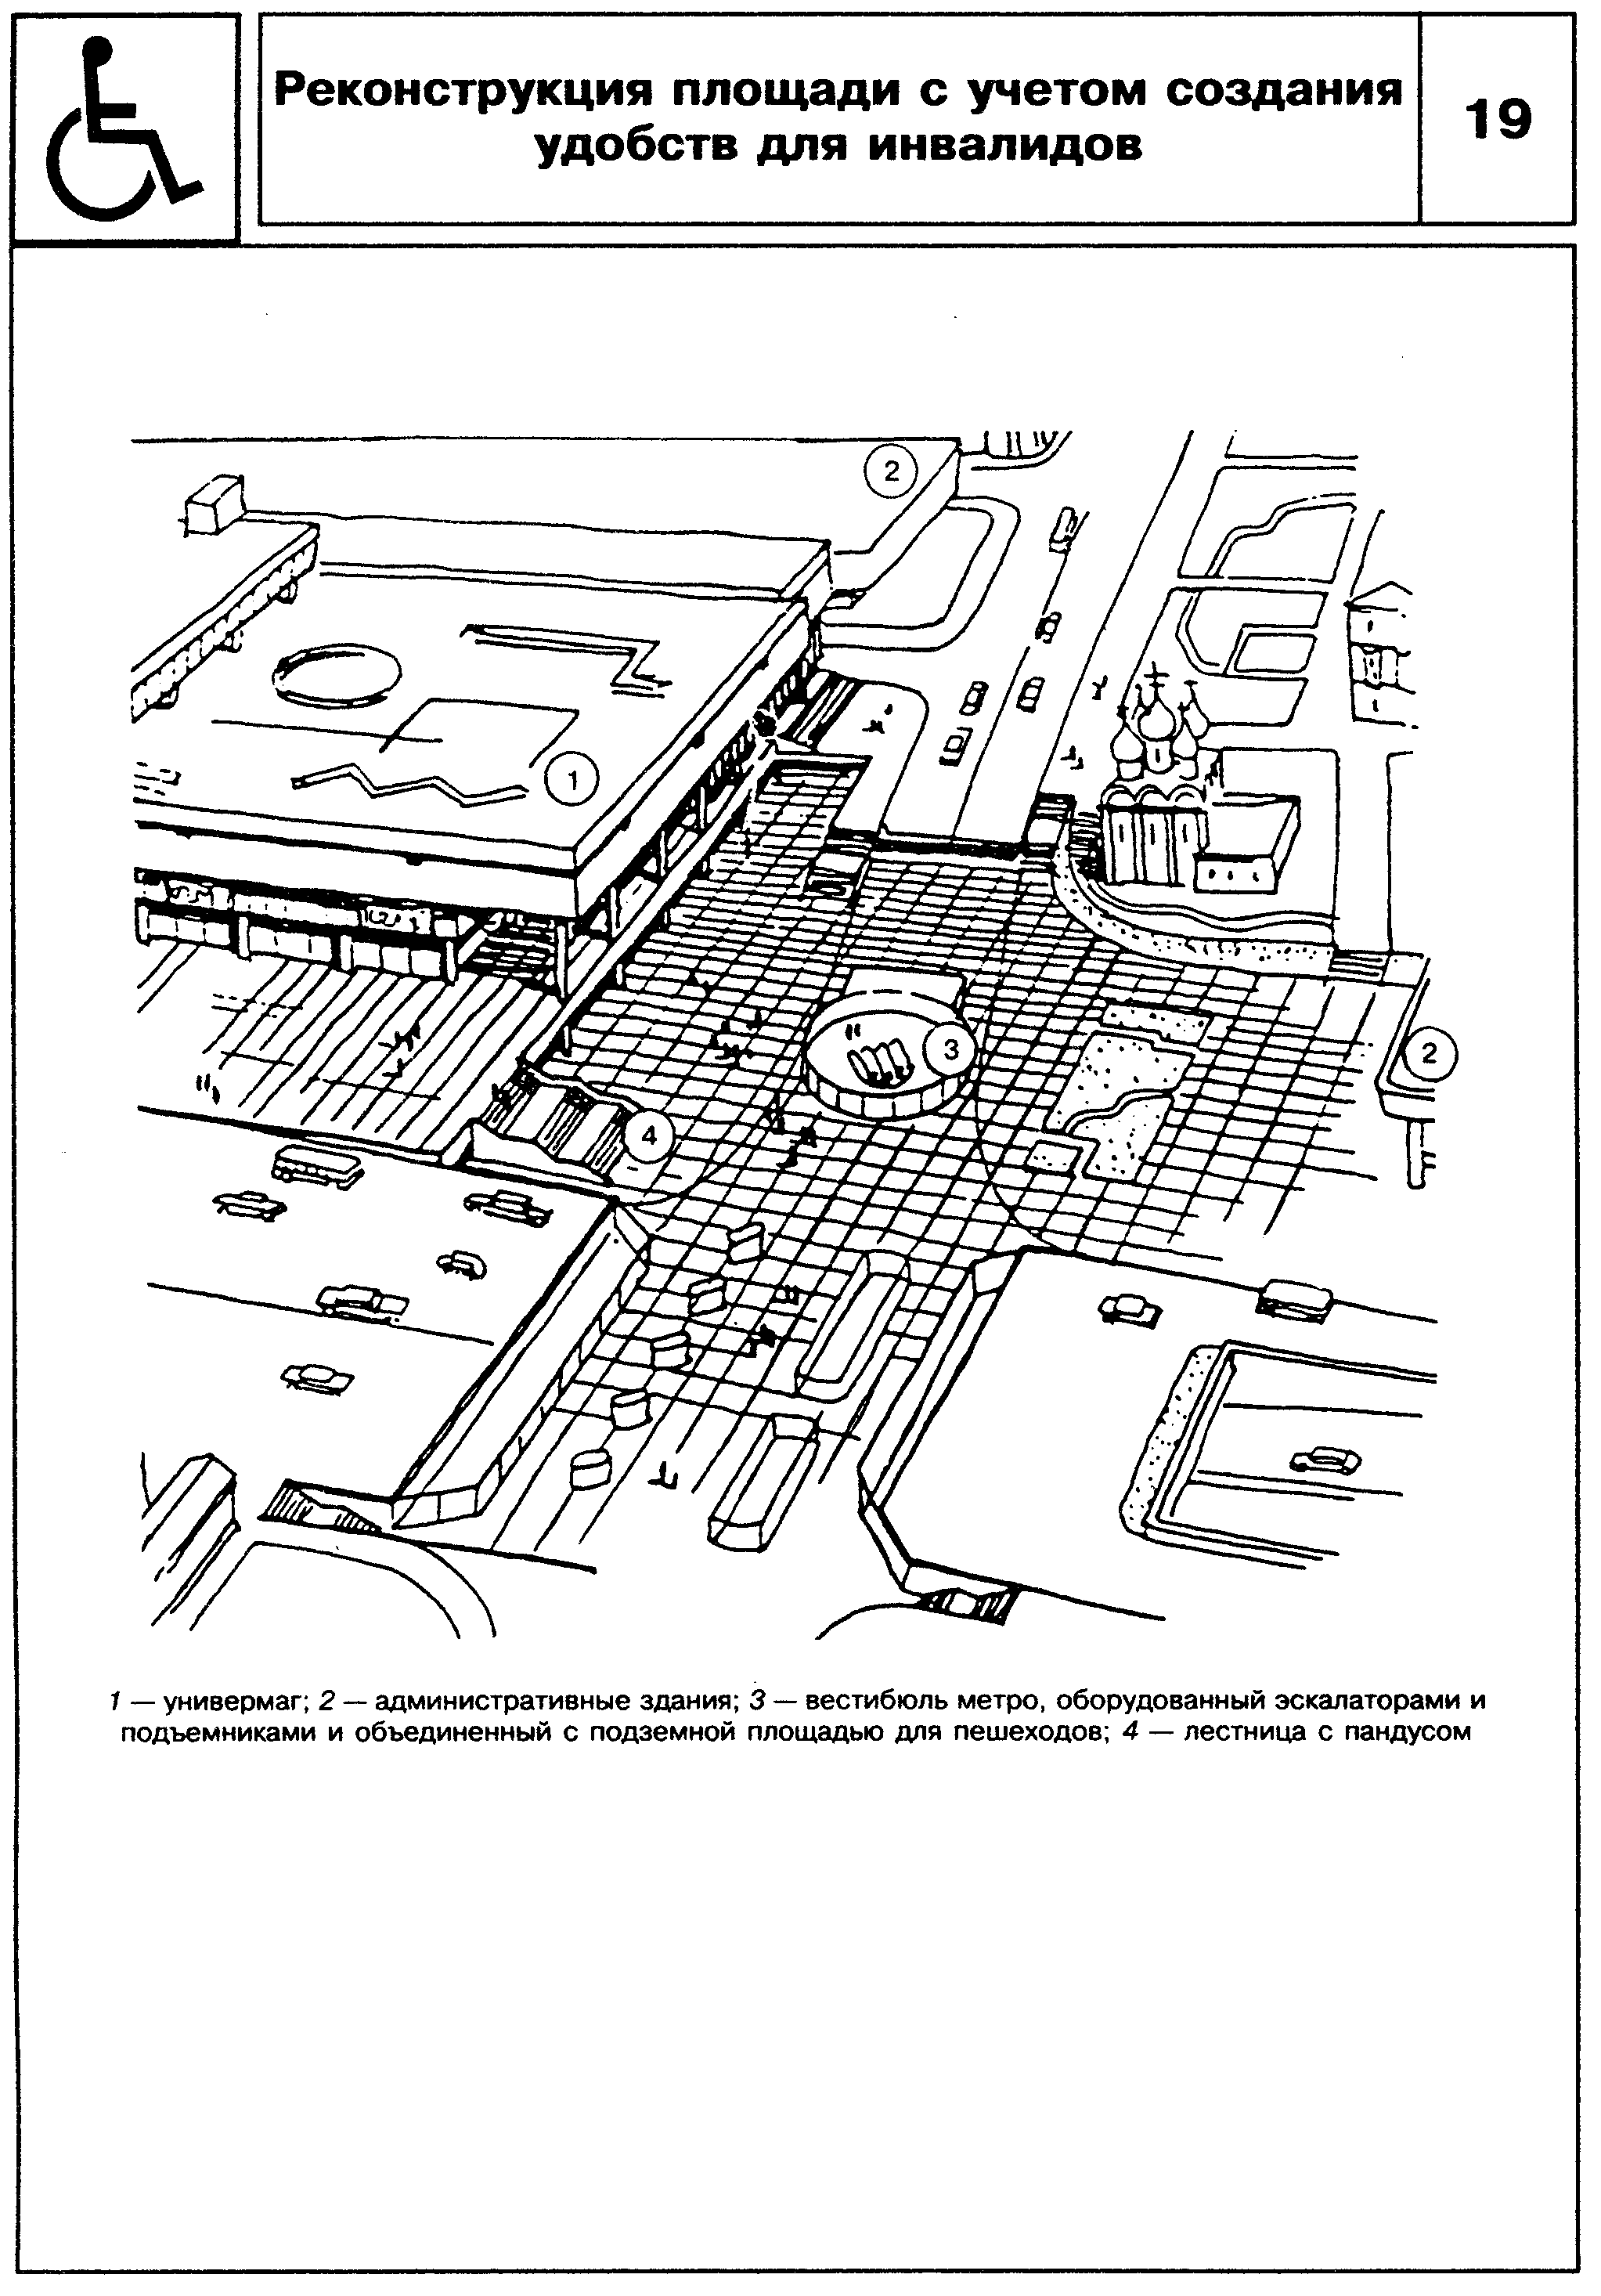 Реконструкция площади с учетом создания
удобств для инвалидов
19
2
1
3
2
4
1 — универмаг; 2 — административные здания; 3 — вестибюль метро, оборудованный эскалаторами и
подъемниками и объединенный с подземной площадью для пешеходов; 4 — лестница с пандусом